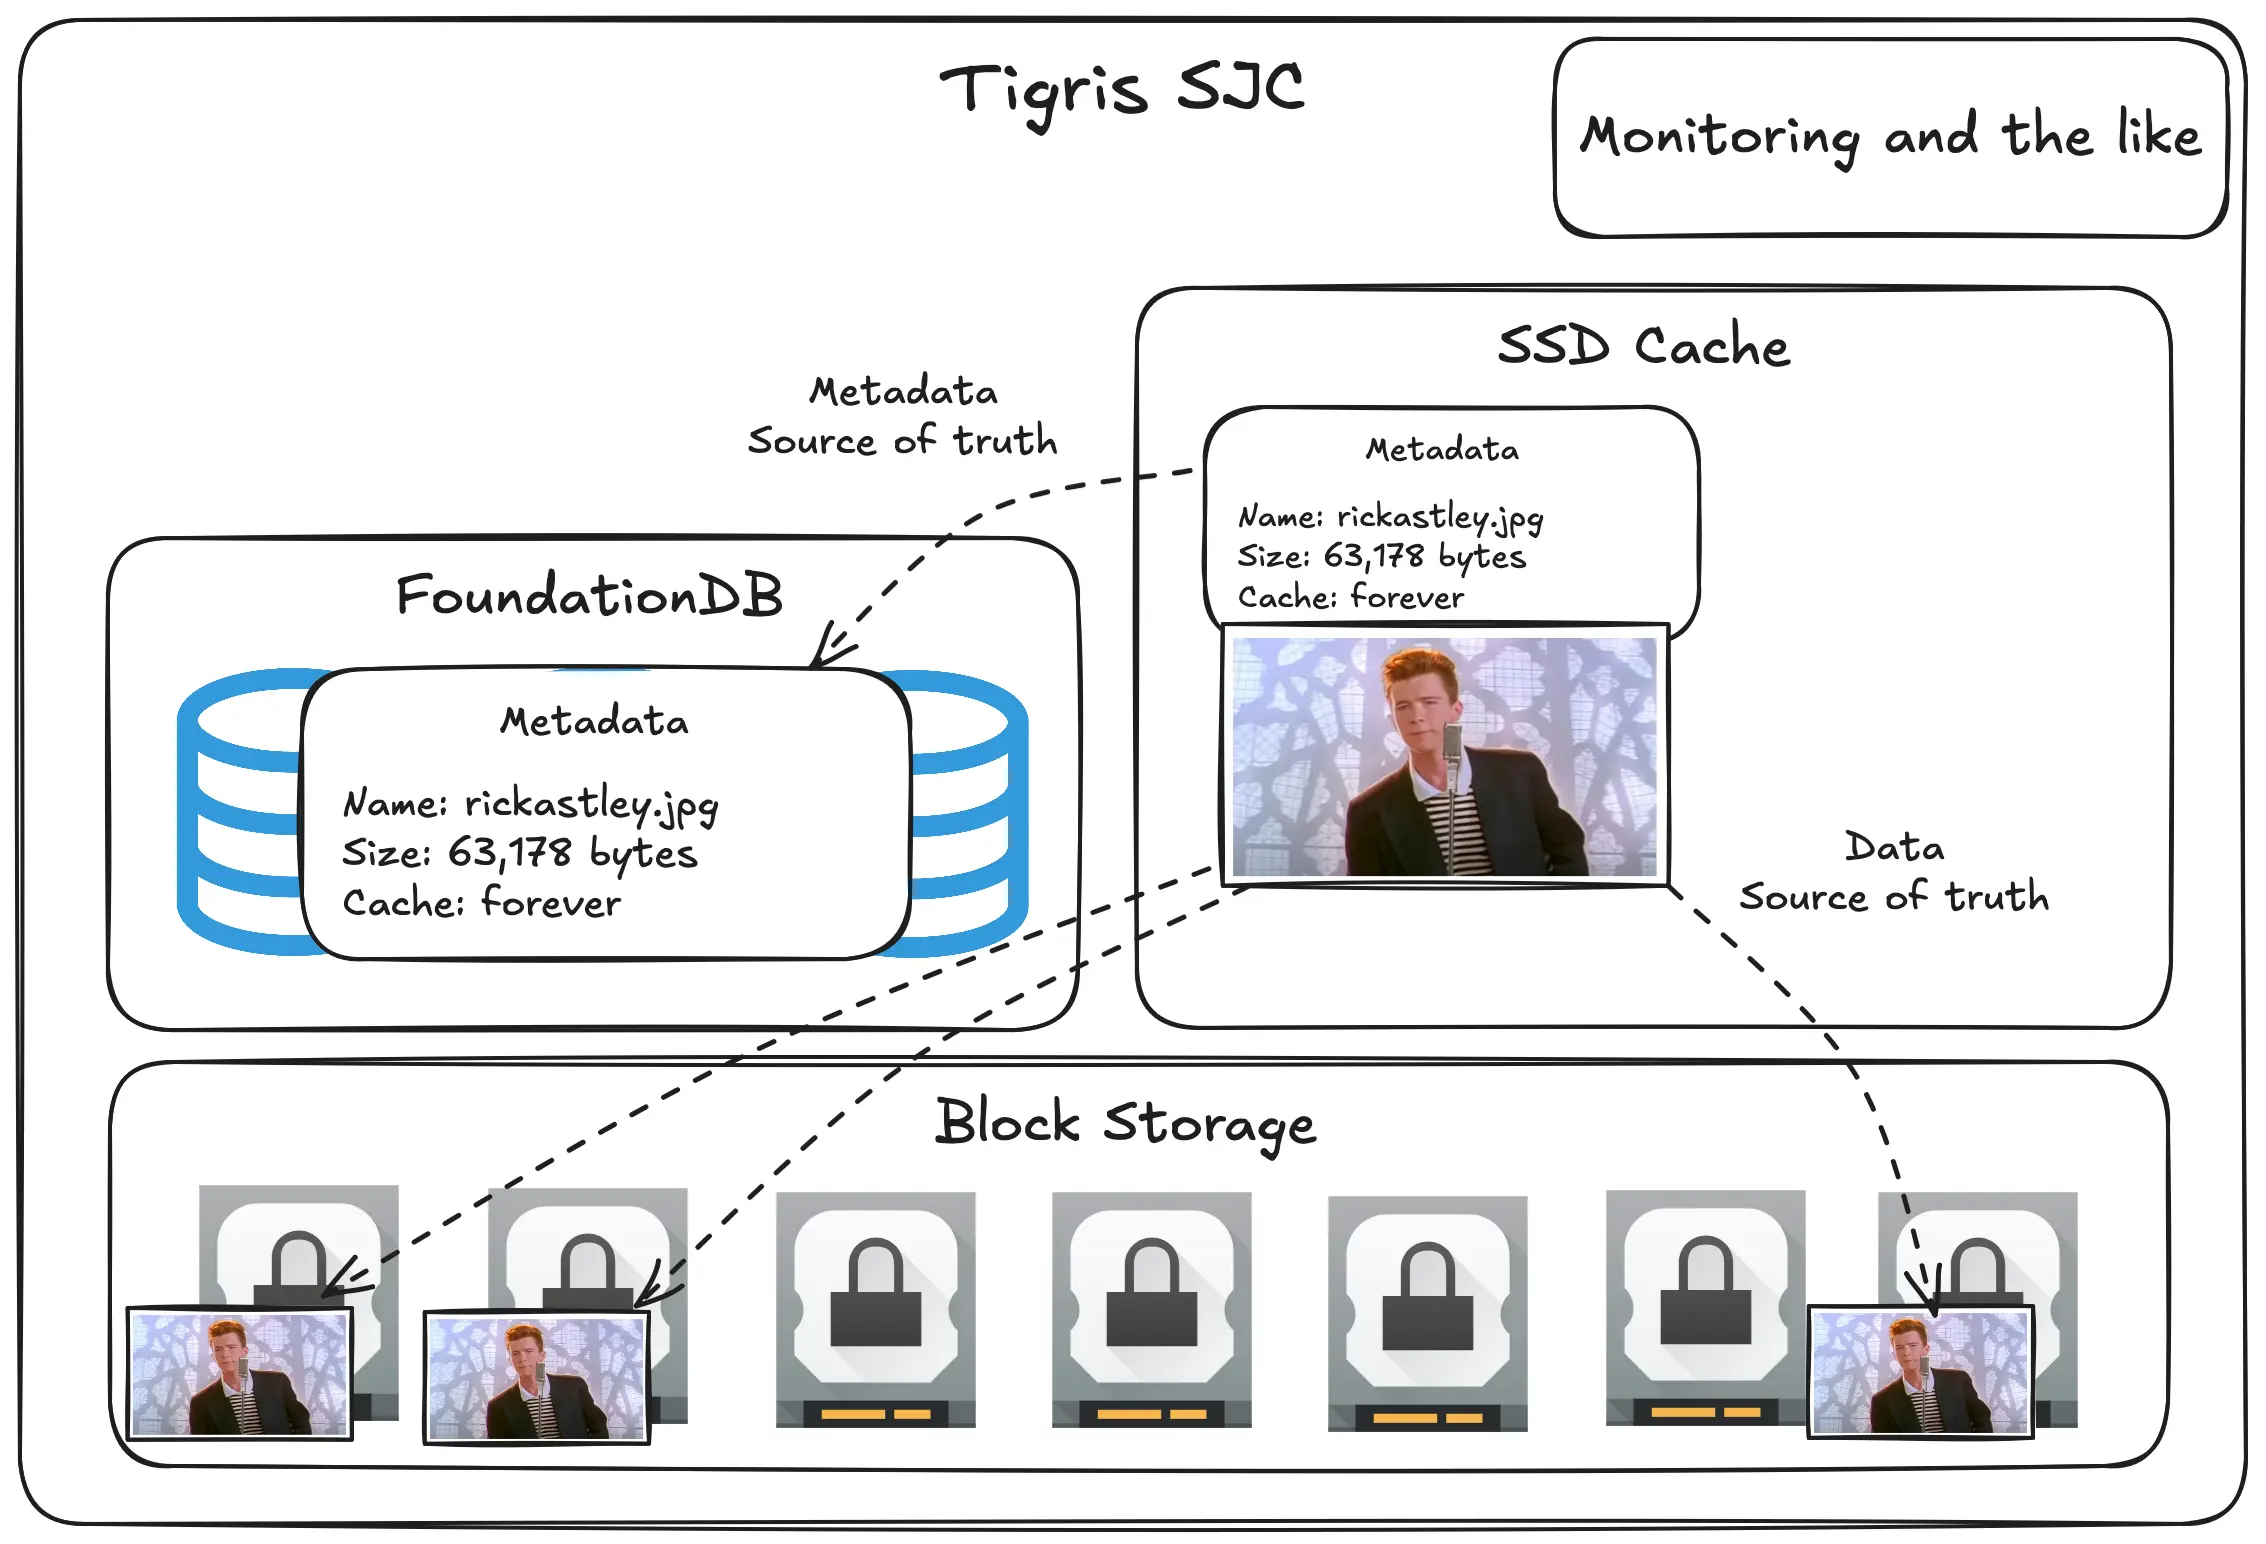 Tigris SJC
Monitoring and the like
SSD Cache
Metadata
Source of truth
Metadata
Name: rickastley.jpg
Size: 63,178 bytes
Cache: forever
FoundationDB
Metadata
Name: rickastley.jpg
Size: 63,178 bytes
Cache: forever
Data
Source of truth
Block Storage